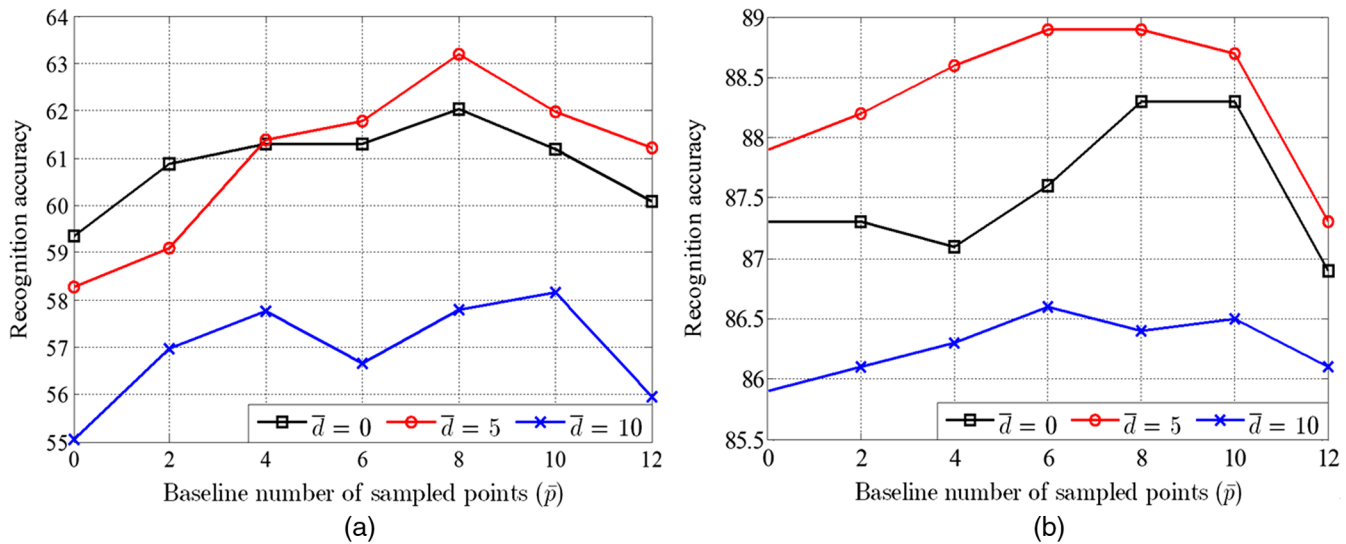 64
63
62
61
60
59
58
57
56
55
0 2 4 6 8 10 12
Recognition accuracy
Baseline number of sampled points (p̄)
d̄ = 0 d̄ = 5 d̄ = 10
(a)
89
88.5
88
87.5
87
86.5
86
85.5
0 2 4 6 8 10 12
Recognition accuracy
Baseline number of sampled points (p̄)
d̄ = 0 d̄ = 5 d̄ = 10
(b)